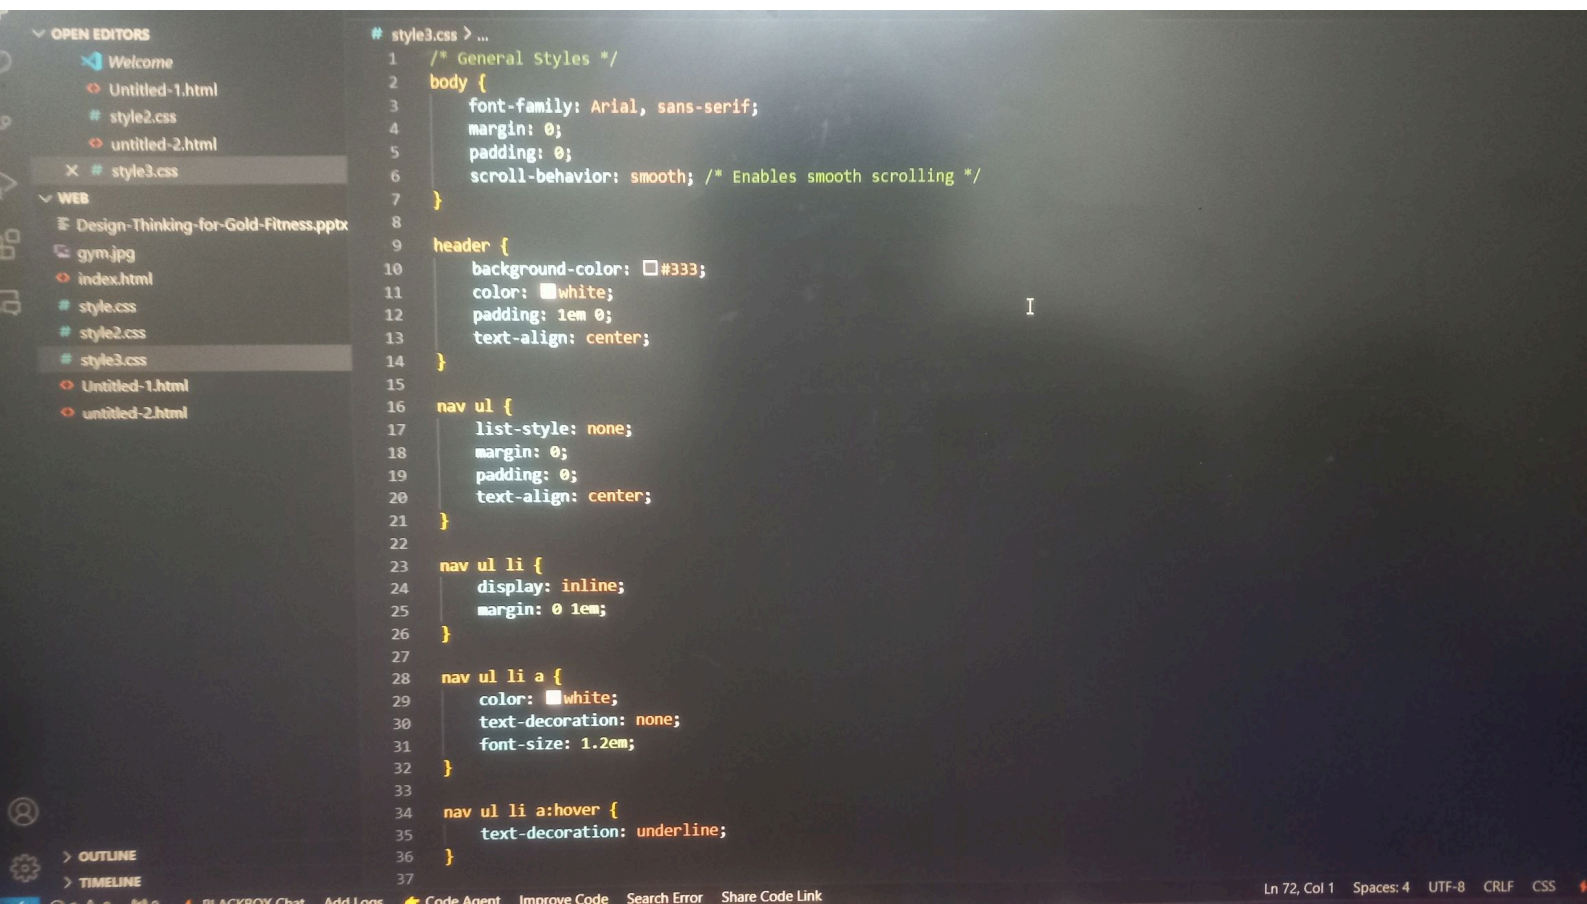 OPEN EDITORS
Welcome
Untitled-1.html
style2.css
untitled-2.html
style3.css
WEB
Design-Thinking-for-Gold-Fitness.pptx
gym.jpg
index.html
style.css
style2.css
style3.css
Untitled-1.html
untitled-2.html
OUTLINE
TIMELINE
# style3.css > ...
1 /* General Styles */
2 body {
3 font-family: Arial, sans-serif;
4 margin: 0;
5 padding: 0;
6 scroll-behavior: smooth; /* Enables smooth scrolling */
7 }
8
9 header {
10 background-color: #333;
11 color: white;
12 padding: 1em 0;
13 text-align: center;
14 }
15
16 nav ul {
17 list-style: none;
18 margin: 0;
19 padding: 0;
20 text-align: center;
21 }
22
23 nav ul li {
24 display: inline;
25 margin: 0 1em;
26 }
27
28 nav ul li a {
29 color: white;
30 text-decoration: none;
31 font-size: 1.2em;
32 }
33
34 nav ul li a:hover {
35 text-decoration: underline;
36 }
37
BLACKBOX Chat Add Logs Code Agent Improve Code Search Error Share Code Link Ln 72, Col 1 Spaces: 4 UTF-8 CRLF CSS